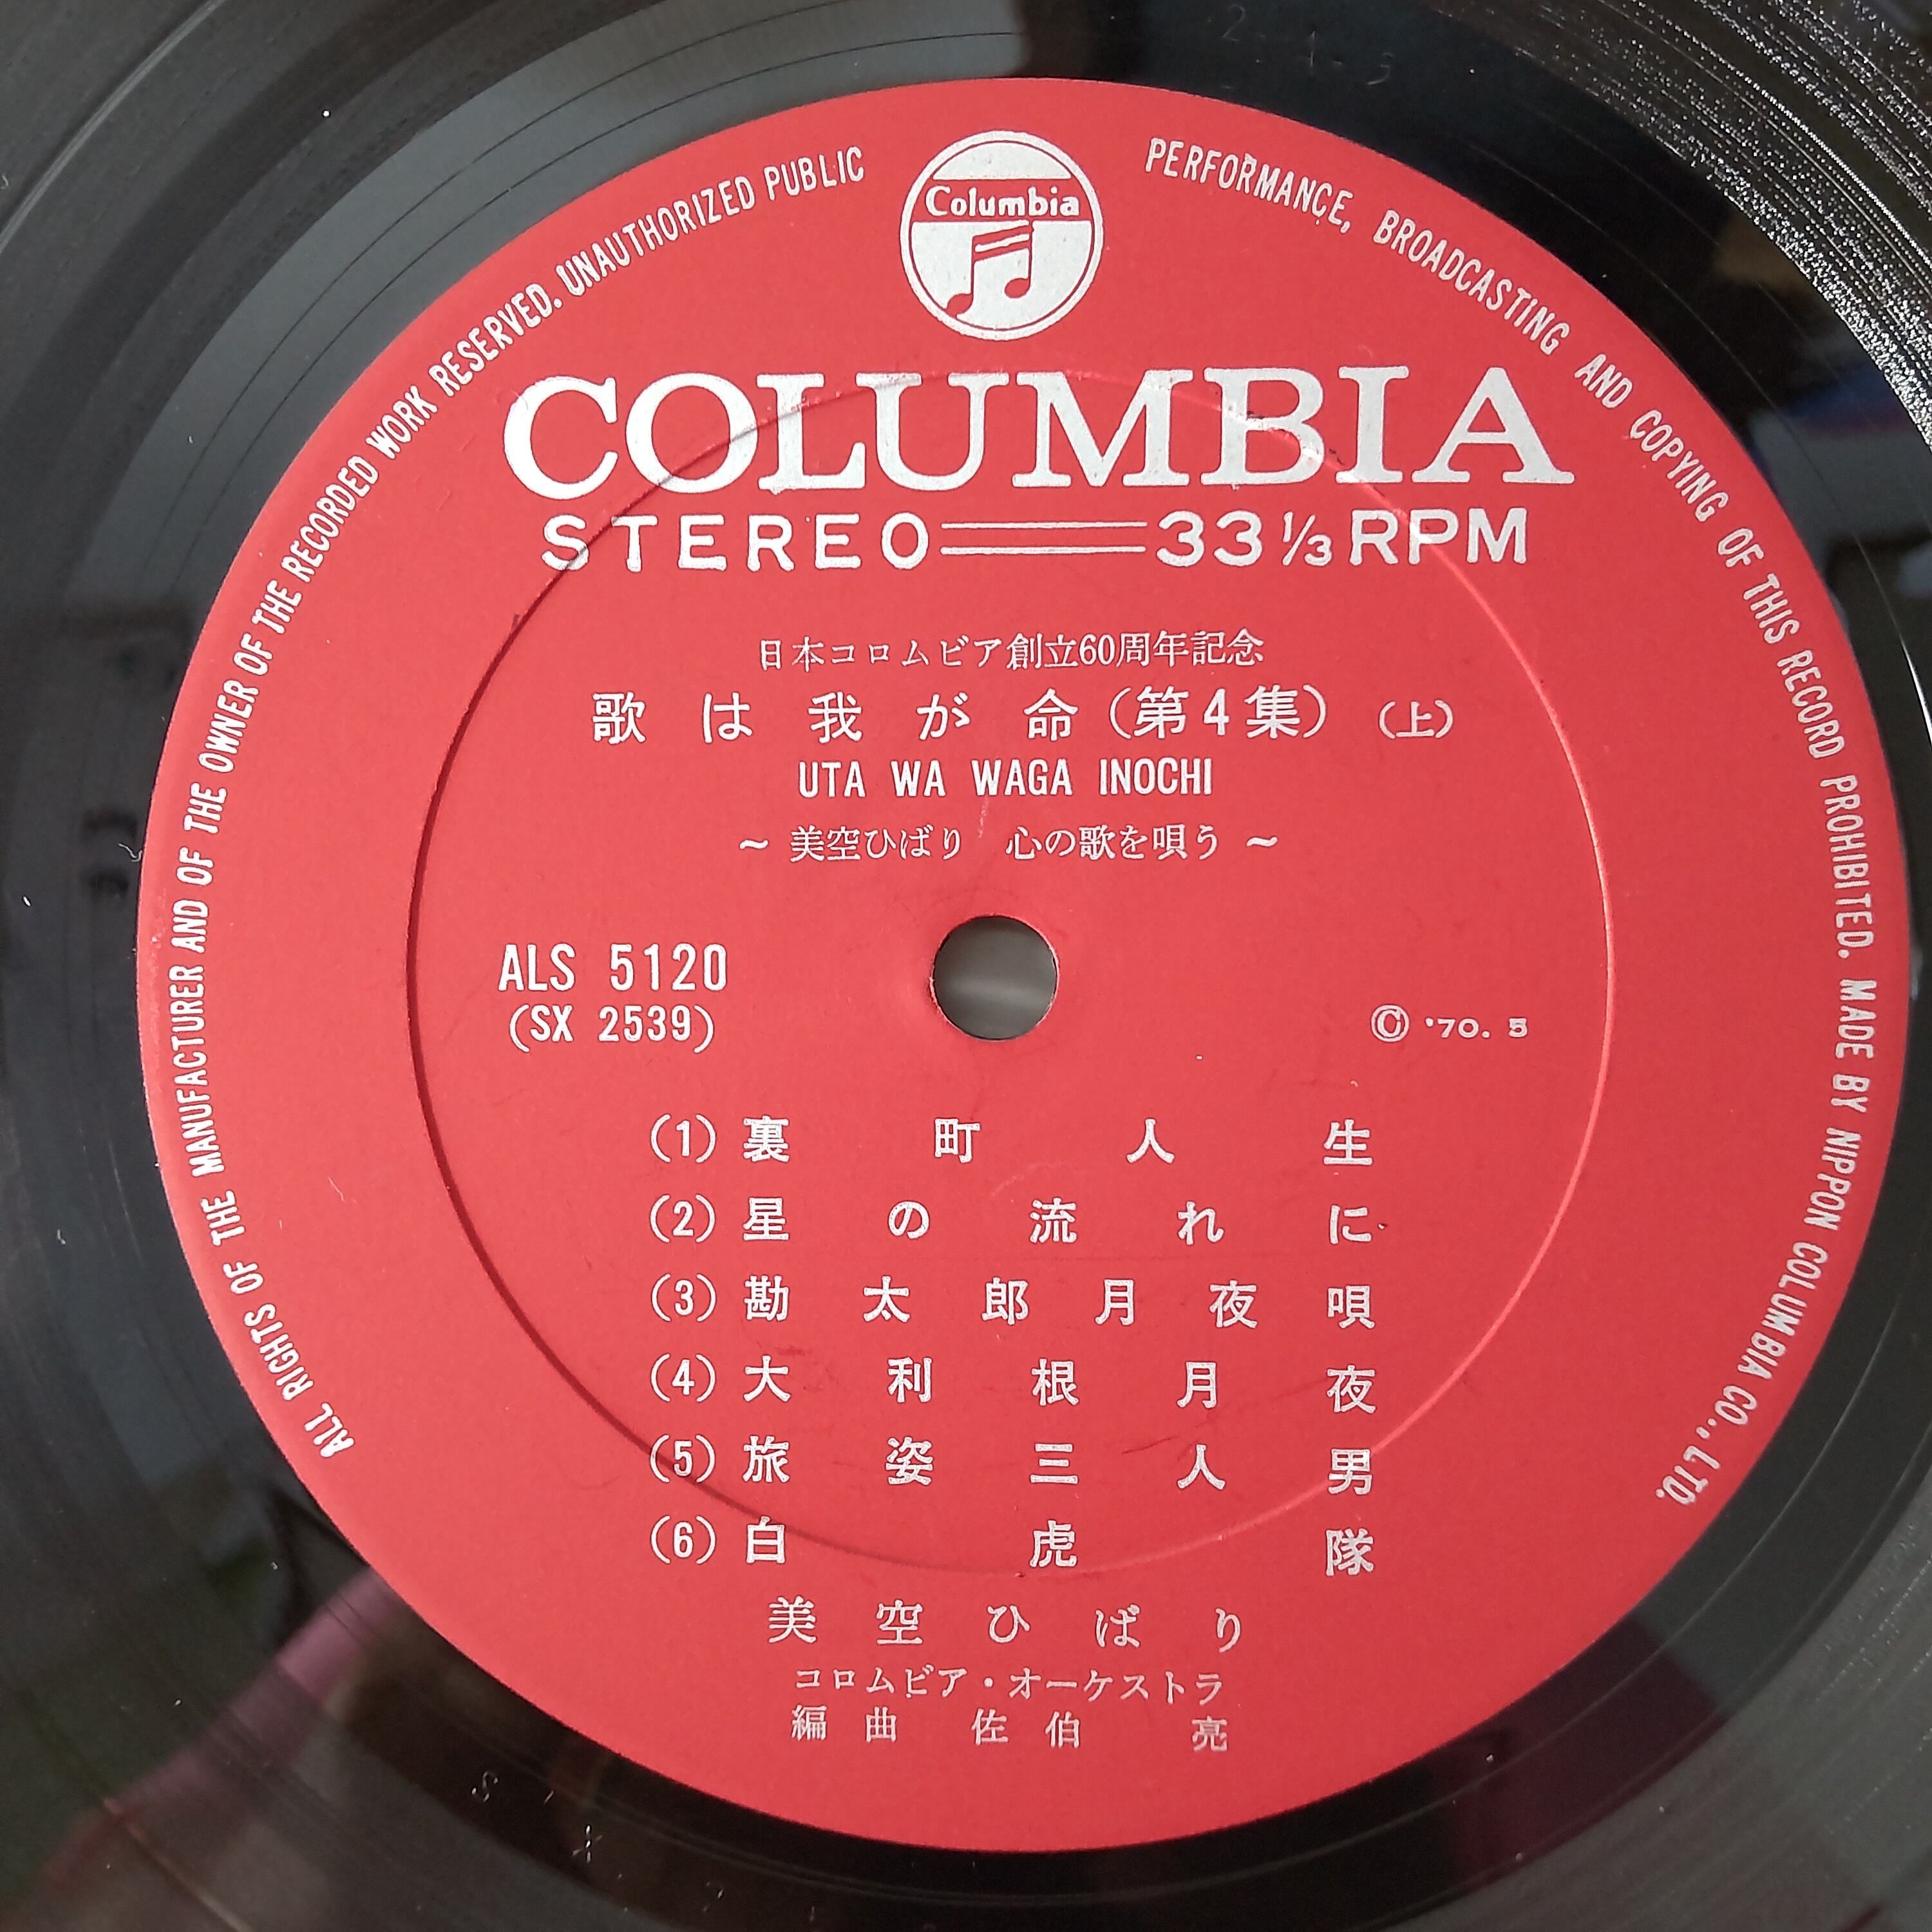 ALL RIGHTS OF THE MANUFACTURER AND OF THE OWNER OF THE RECORDED WORK RESERVED. UNAUTHORIZED PUBLIC PERFORMANCE, BROADCASTING AND COPYING OF THIS RECORD PROHIBITED. MADE BY NIPPON COLUMBIA CO., LTD.
Columbia
COLUMBIA
STEREO 33 1/3 RPM
日本コロムビア創立60周年記念
歌は我が命(第4集)(上)
UTA WA WAGA INOCHI
~ 美空ひばり 心の歌を唄う ~
ALS 5120
(SX 2539)
© '70. 5
(1) 裏町人生
(2) 星の流れに
(3) 勘太郎月夜唄
(4) 大利根月夜
(5) 旅姿三人男
(6) 白虎隊
美空ひばり
コロムビア・オーケストラ
編曲 佐伯 亮